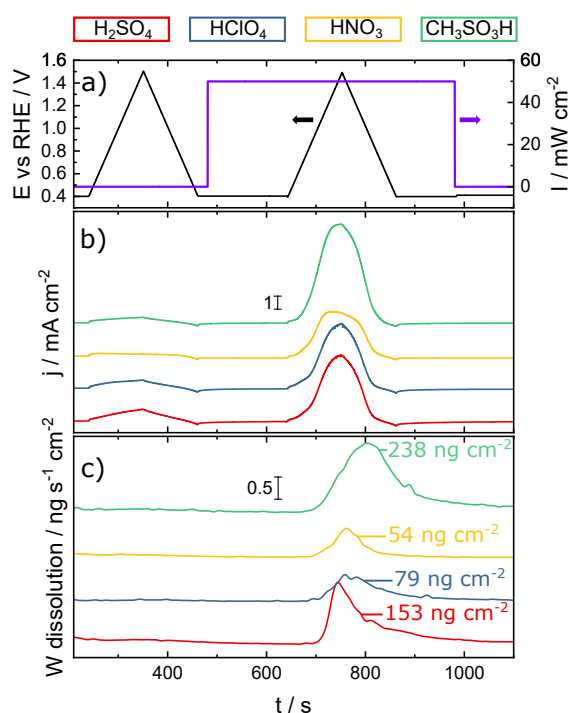 H₂SO₄ HClO₄ HNO₃ CH₃SO₃H
a)
E vs RHE / V
1.6
1.4
1.2
1.0
0.8
0.6
0.4
60
40
20
0
I / mW cm⁻²
b)
j / mA cm⁻²
1
c)
W dissolution / ng s⁻¹ cm⁻²
0.5
238 ng cm⁻²
54 ng cm⁻²
79 ng cm⁻²
153 ng cm⁻²
400 600 800 1000
t / s